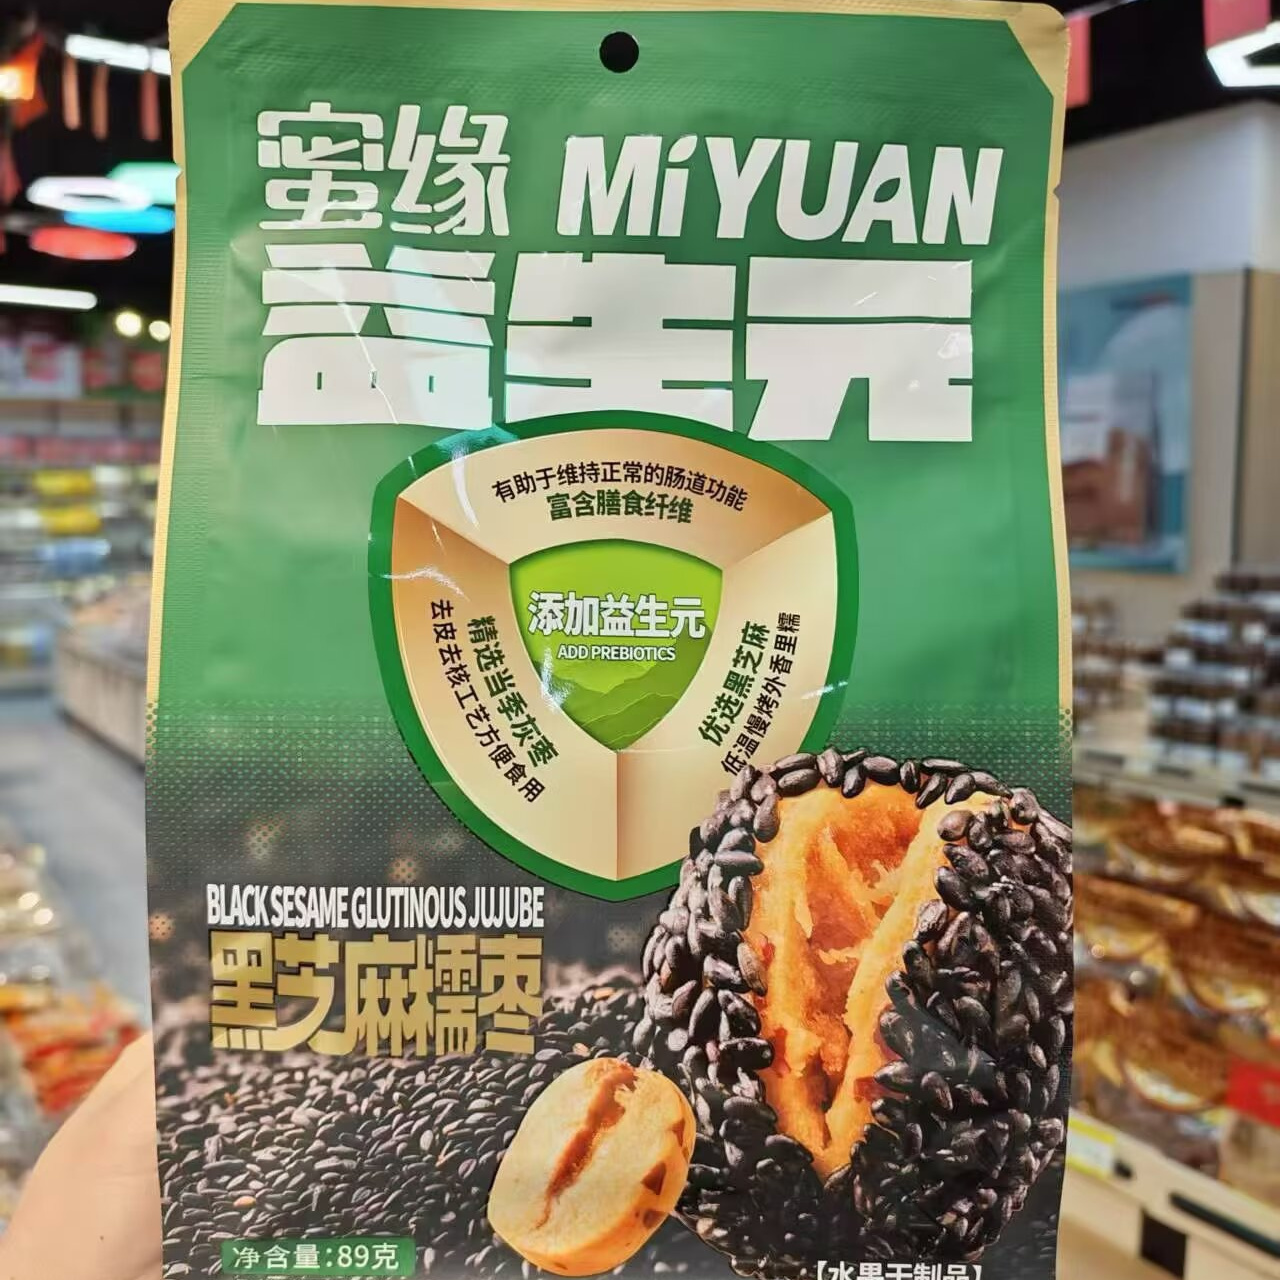 蜜缘 MiYUAN
益生元
有助于维持正常的肠道功能
富含膳食纤维
添加益生元
ADD PREBIOTICS
精选当季灰枣
去皮去核工艺方便食用
优选黑芝麻
低温慢烤外香里糯
BLACK SESAME GLUTINOUS JUJUBE
黑芝麻糯枣
净含量:89克
【水果干制品】